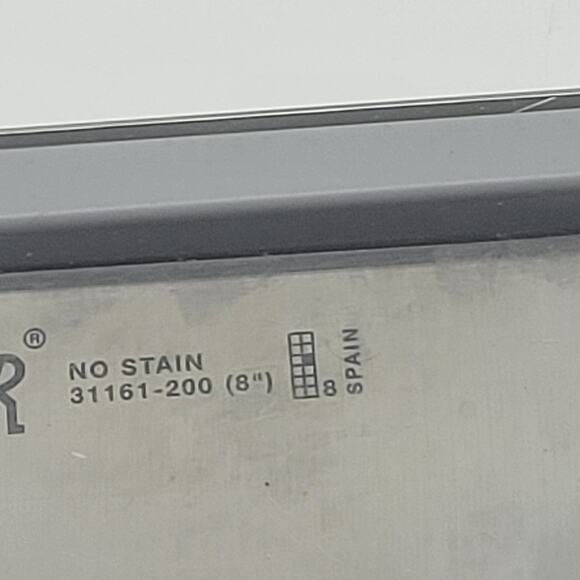 R®
NO STAIN
31161-200 (8")
8
SPAIN